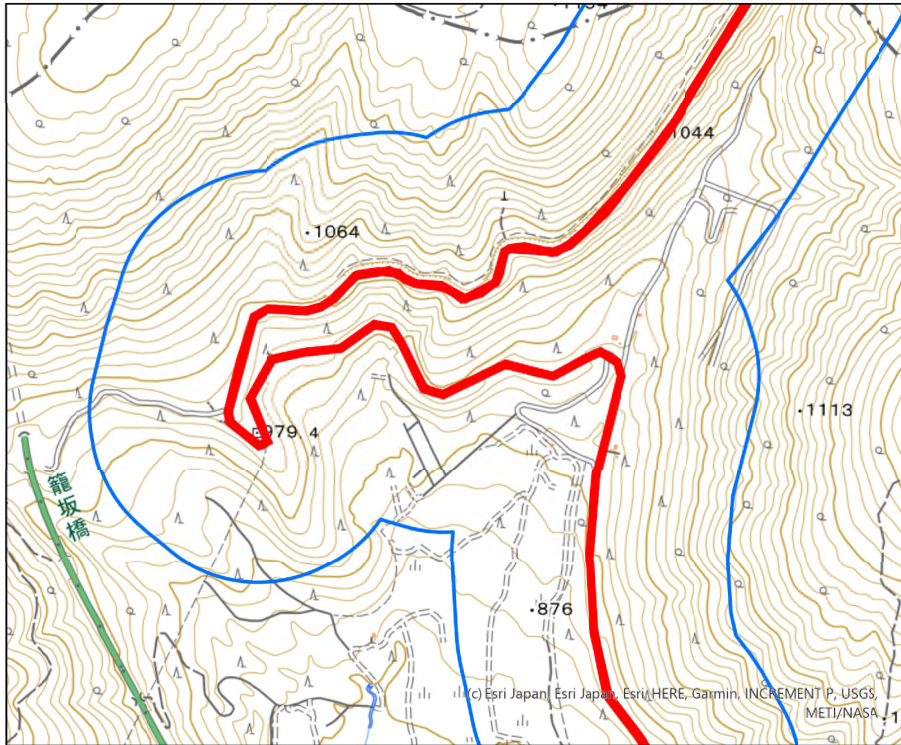 1044
1064
1113
979.4
籠坂橋
876
(c) Esri Japan, Esri Japan, Esri, HERE, Garmin, INCREMENT P, USGS,
METI/NASA